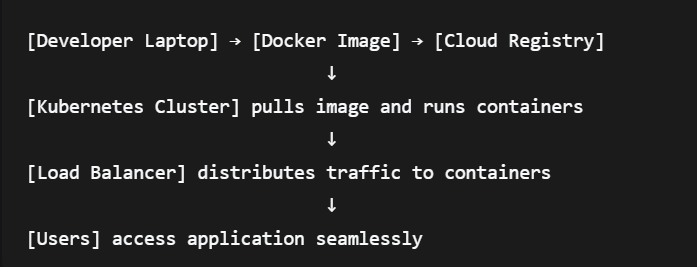 [Developer Laptop] → [Docker Image] → [Cloud Registry]
↓
[Kubernetes Cluster] pulls image and runs containers
↓
[Load Balancer] distributes traffic to containers
↓
[Users] access application seamlessly